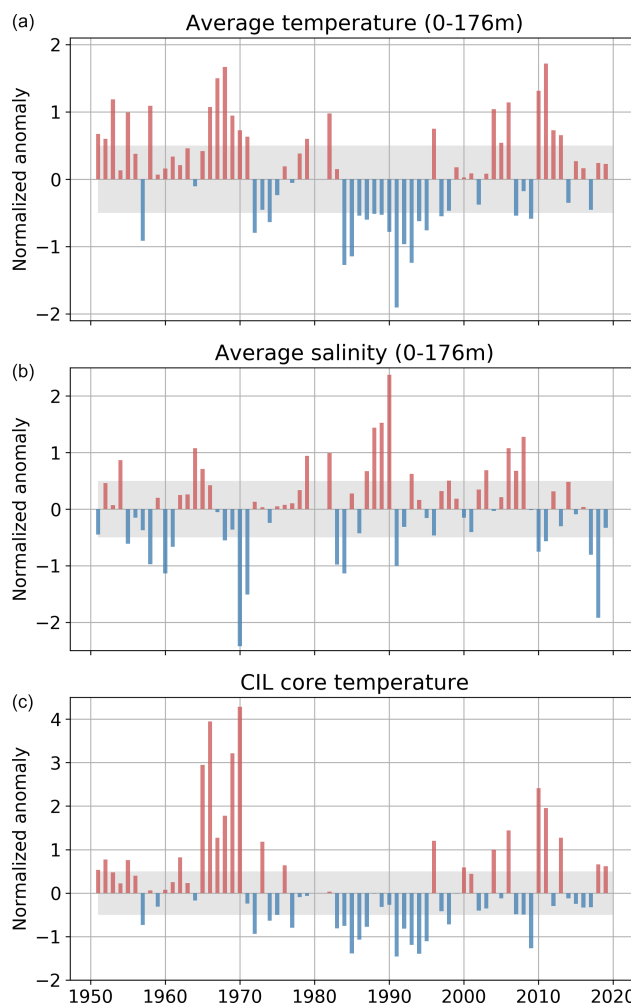 (a)
Average temperature (0-176m)
Normalized anomaly
2
1
0
−1
−2
(b)
Average salinity (0-176m)
Normalized anomaly
2
1
0
−1
−2
(c)
CIL core temperature
Normalized anomaly
4
3
2
1
0
−1
−2
1950 1960 1970 1980 1990 2000 2010 2020